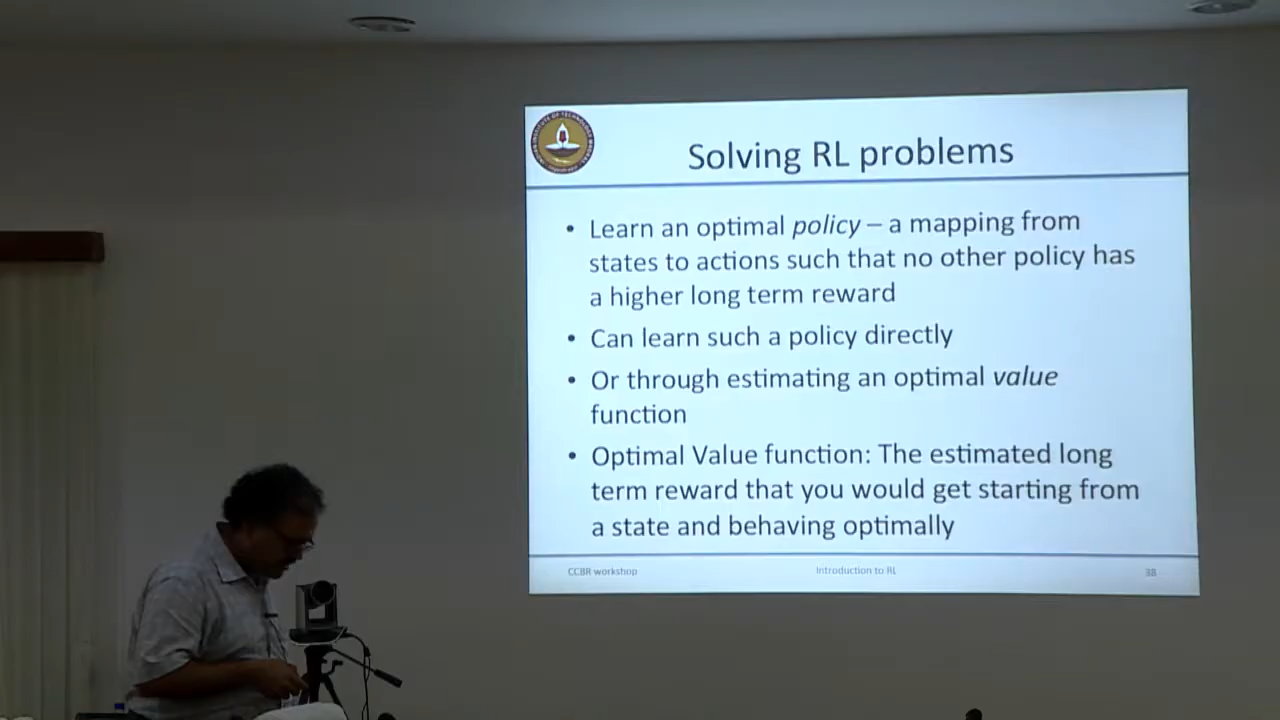 Solving RL problems
• Learn an optimal policy – a mapping from
states to actions such that no other policy has
a higher long term reward
• Can learn such a policy directly
• Or through estimating an optimal value
function
• Optimal Value function: The estimated long
term reward that you would get starting from
a state and behaving optimally
CCBR workshop
Introduction to RL
38